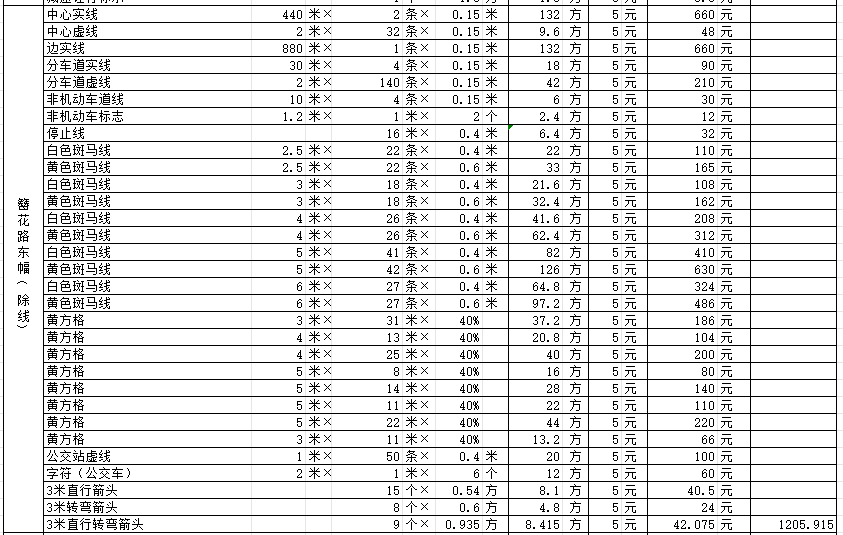 中心实线 440 米× 2 条× 0.15 米 132 方 5 元 660 元
中心虚线 2 米× 32 条× 0.15 米 9.6 方 5 元 48 元
边实线 880 米× 1 条× 0.15 米 132 方 5 元 660 元
分车道实线 30 米× 4 条× 0.15 米 18 方 5 元 90 元
分车道虚线 2 米× 140 条× 0.15 米 42 方 5 元 210 元
非机动车道线 10 米× 4 条× 0.15 米 6 方 5 元 30 元
非机动车标志 1.2 米× 1 米× 2 个 2.4 方 5 元 12 元
停止线 16 米× 0.4 米 6.4 方 5 元 32 元
白色斑马线 2.5 米× 22 条× 0.4 米 22 方 5 元 110 元
黄色斑马线 2.5 米× 22 条× 0.6 米 33 方 5 元 165 元
白色斑马线 3 米× 18 条× 0.4 米 21.6 方 5 元 108 元
黄色斑马线 3 米× 18 条× 0.6 米 32.4 方 5 元 162 元
白色斑马线 4 米× 26 条× 0.4 米 41.6 方 5 元 208 元
黄色斑马线 4 米× 26 条× 0.6 米 62.4 方 5 元 312 元
白色斑马线 5 米× 41 条× 0.4 米 82 方 5 元 410 元
黄色斑马线 5 米× 42 条× 0.6 米 126 方 5 元 630 元
白色斑马线 6 米× 27 条× 0.4 米 64.8 方 5 元 324 元
黄色斑马线 6 米× 27 条× 0.6 米 97.2 方 5 元 486 元
黄方格 3 米× 31 米× 40% 37.2 方 5 元 186 元
黄方格 4 米× 13 米× 40% 20.8 方 5 元 104 元
黄方格 4 米× 25 米× 40% 40 方 5 元 200 元
黄方格 5 米× 8 米× 40% 16 方 5 元 80 元
黄方格 5 米× 14 米× 40% 28 方 5 元 140 元
黄方格 5 米× 11 米× 40% 22 方 5 元 110 元
黄方格 5 米× 22 米× 40% 44 方 5 元 220 元
黄方格 3 米× 11 米× 40% 13.2 方 5 元 66 元
公交站虚线 1 米× 50 条× 0.4 米 20 方 5 元 100 元
字符（公交车） 2 米× 1 米× 6 个 12 方 5 元 60 元
3米直行箭头 15 个× 0.54 方 8.1 方 5 元 40.5 元
3米转弯箭头 8 个× 0.6 方 4.8 方 5 元 24 元
3米直行转弯箭头 9 个× 0.935 方 8.415 方 5 元 42.075 元 1205.915
簪花路东幅（除线）